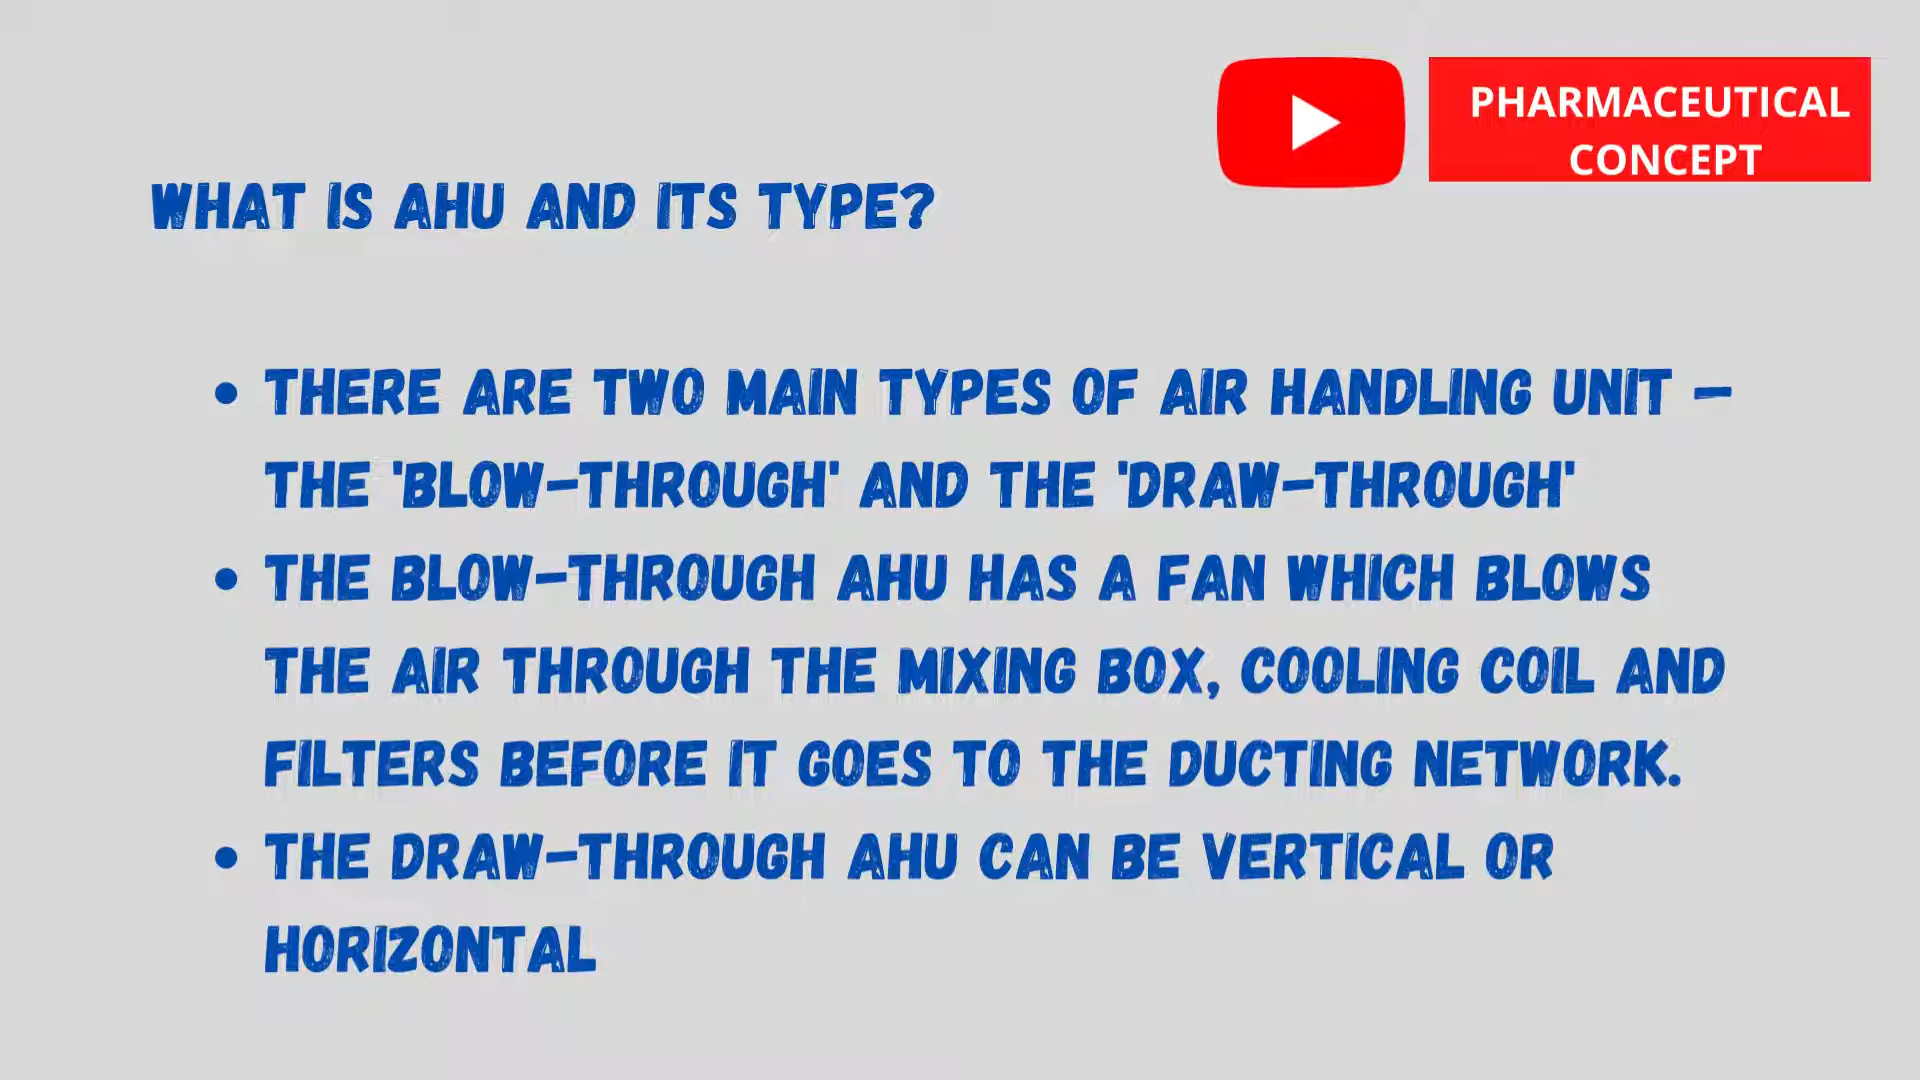 PHARMACEUTICAL
CONCEPT
WHAT IS AHU AND ITS TYPE?
• THERE ARE TWO MAIN TYPES OF AIR HANDLING UNIT –
THE 'BLOW-THROUGH' AND THE 'DRAW-THROUGH'
• THE BLOW-THROUGH AHU HAS A FAN WHICH BLOWS
THE AIR THROUGH THE MIXING BOX, COOLING COIL AND
FILTERS BEFORE IT GOES TO THE DUCTING NETWORK.
• THE DRAW-THROUGH AHU CAN BE VERTICAL OR
HORIZONTAL